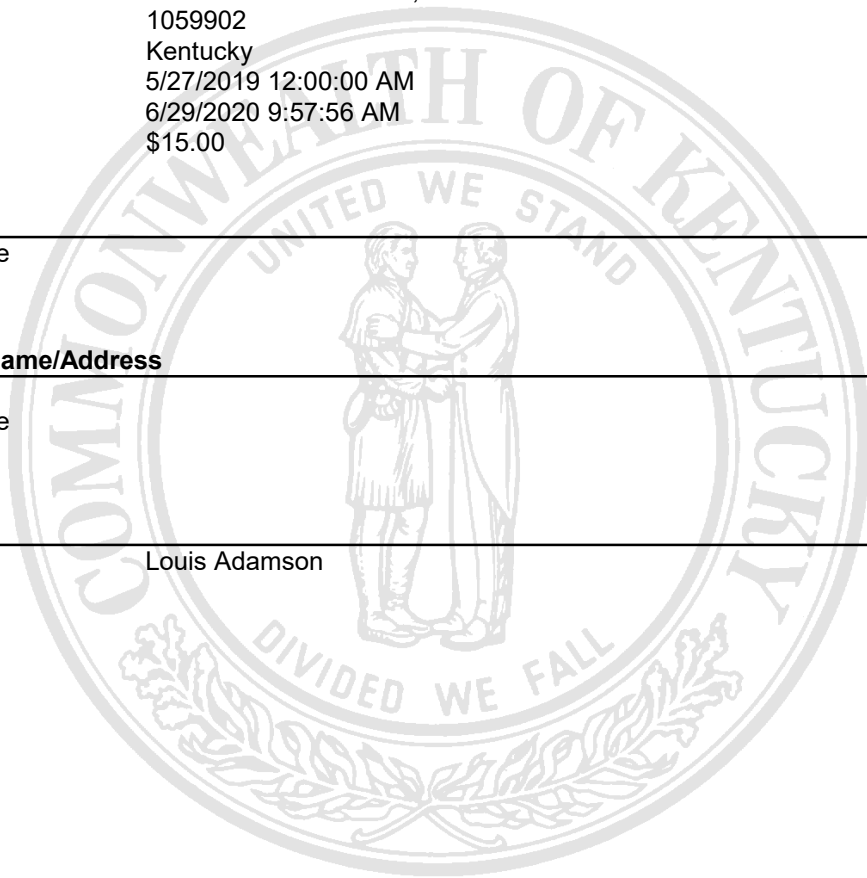 1059902
Kentucky
5/27/2019 12:00:00 AM
6/29/2020 9:57:56 AM
$15.00
COMMONWEALTH OF KENTUCKY
UNITED WE STAND
e
ame/Address
e
Louis Adamson
DIVIDED WE FALL